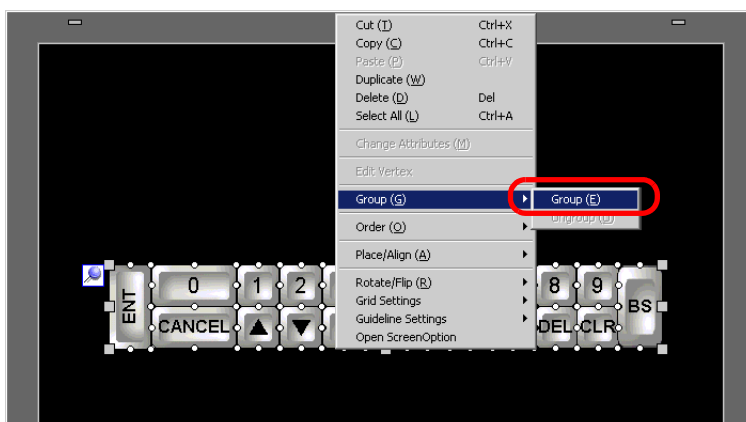 Cut (T) Ctrl+X
Copy (C) Ctrl+C
Paste (P) Ctrl+V
Duplicate (W)
Delete (D) Del
Select All (L) Ctrl+A
Change Attributes (M)
Edit Vertex
Group (G) Group (E)
Ungroup (U)
Order (O)
Place/Align (A)
Rotate/Flip (R)
Grid Settings
Guideline Settings
Open ScreenOption
ENT 0 1 2 8 9 BS
CANCEL ▲ ▼ DEL CLR